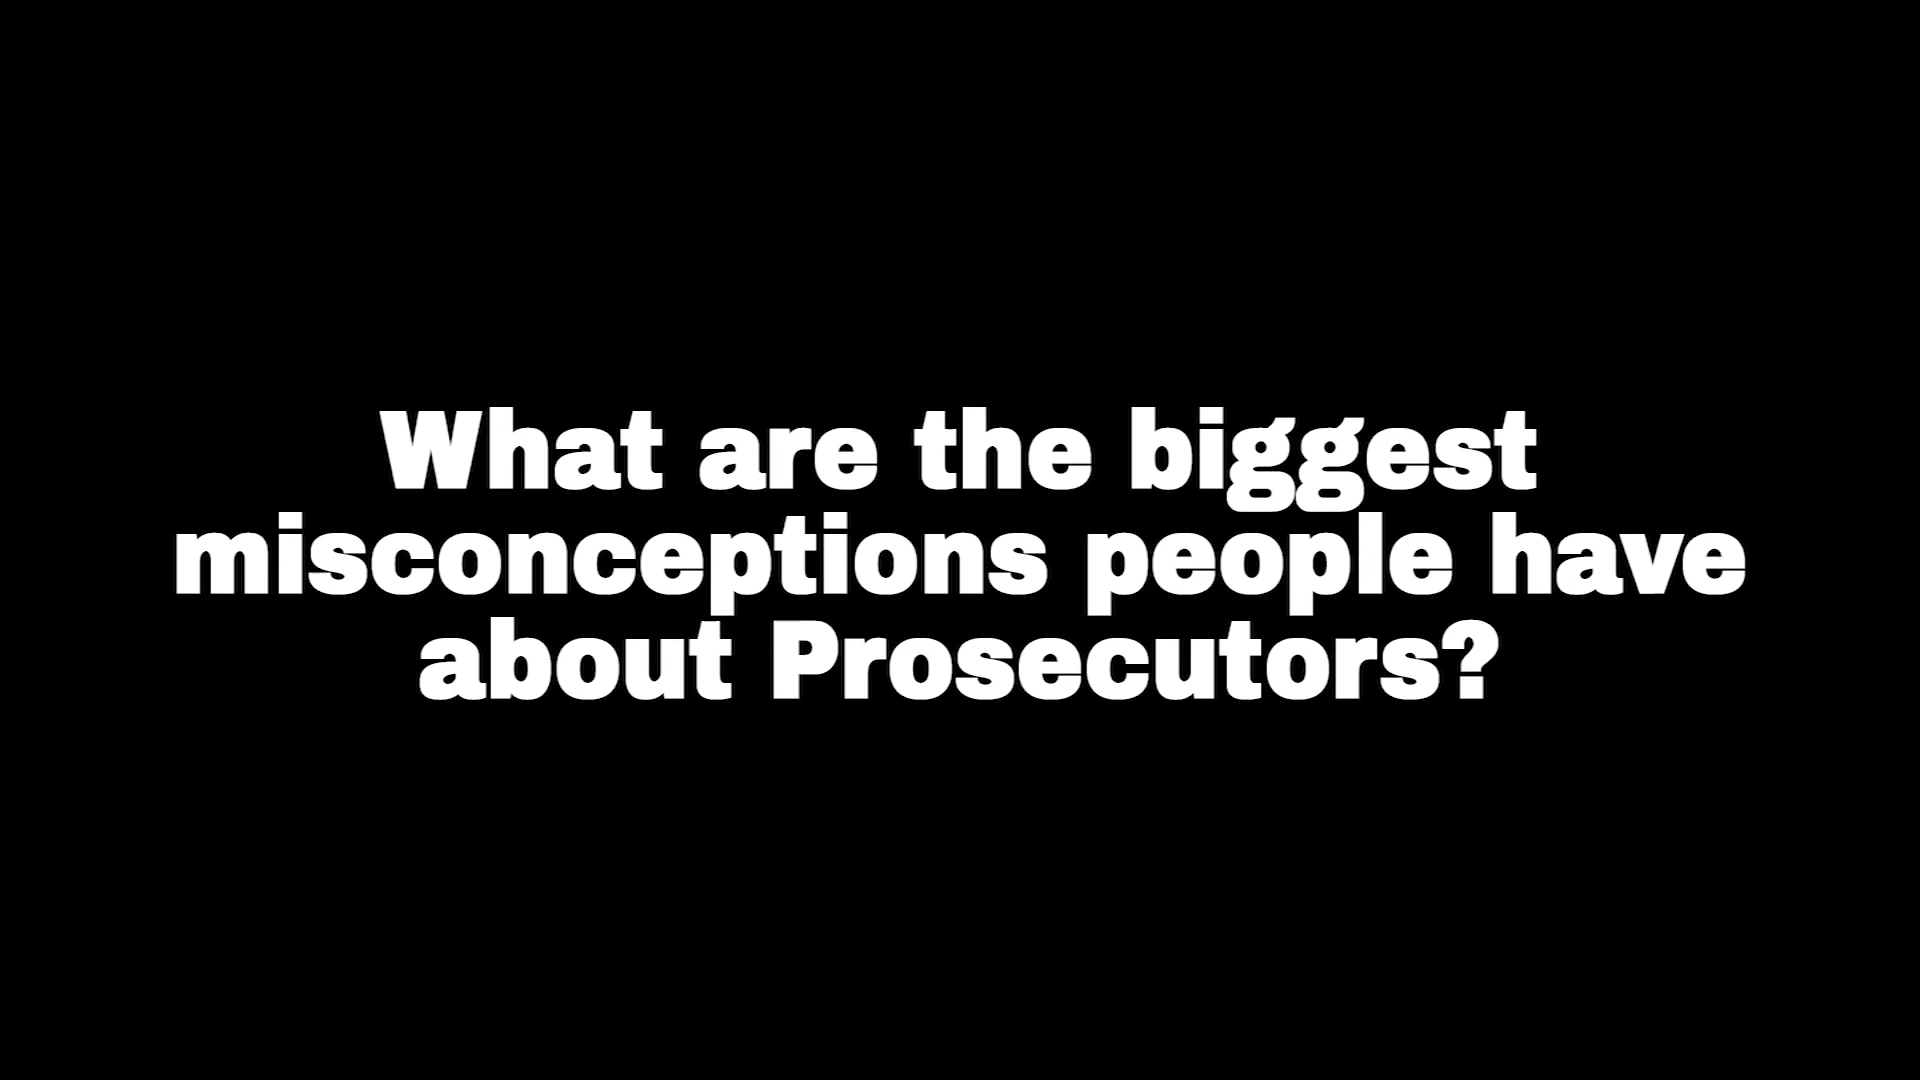 What are the biggest
misconceptions people have
about Prosecutors?